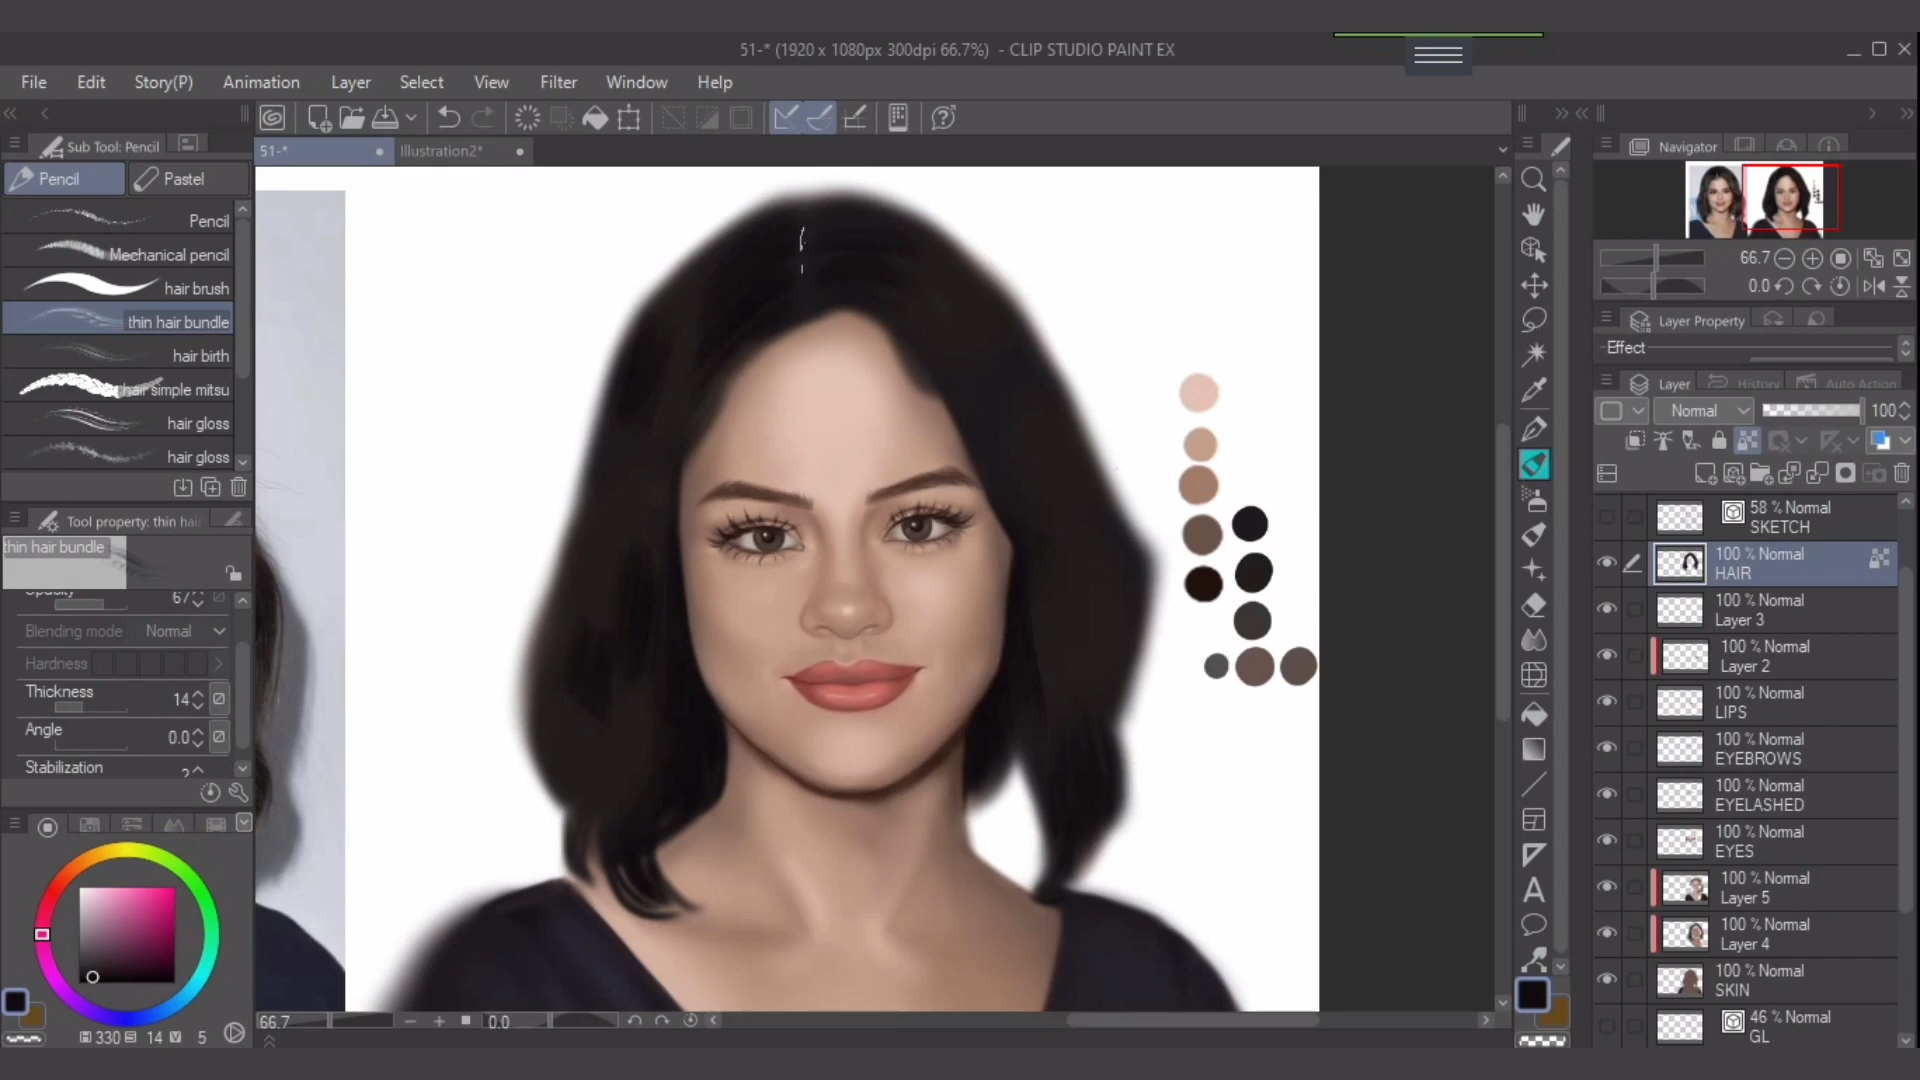 51-* (1920 x 1080px 300dpi 66.7%) - CLIP STUDIO PAINT EX
File Edit Story(P) Animation Layer Select View Filter Window Help
Sub Tool: Pencil
51-* Illustration2*
Pencil Pastel
Pencil
Mechanical pencil
hair brush
thin hair bundle
hair birth
hair simple mitsu
hair gloss
hair gloss
Tool property: thin hair
thin hair bundle
Opacity 67
Blending mode Normal
Hardness
Thickness 14
Angle 0.0
Stabilization
H 330 S 14 V 5
66.7 0.0
Navigator
66.7
0.0
Layer Property
Effect
Layer History Auto Action
Normal 100
58 % Normal
SKETCH
100 % Normal
HAIR
100 % Normal
Layer 3
100 % Normal
Layer 2
100 % Normal
LIPS
100 % Normal
EYEBROWS
100 % Normal
EYELASHED
100 % Normal
EYES
100 % Normal
Layer 5
100 % Normal
Layer 4
100 % Normal
SKIN
46 % Normal
GL